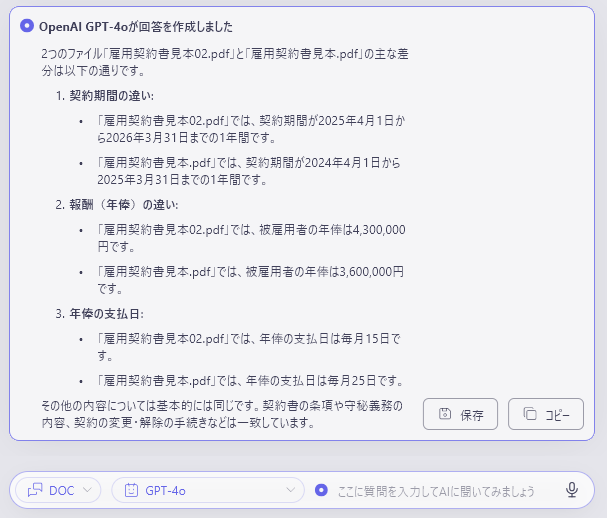 OpenAI GPT-4oが回答を作成しました
2つのファイル「雇用契約書見本02.pdf」と「雇用契約書見本.pdf」の主な差
分は以下の通りです。
1. 契約期間の違い:
• 「雇用契約書見本02.pdf」では、契約期間が2025年4月1日か
ら2026年3月31日までの1年間です。
• 「雇用契約書見本.pdf」では、契約期間が2024年4月1日から
2025年3月31日までの1年間です。
2. 報酬（年俸）の違い:
• 「雇用契約書見本02.pdf」では、被雇用者の年俸は4,300,000
円です。
• 「雇用契約書見本.pdf」では、被雇用者の年俸は3,600,000円
です。
3. 年俸の支払日:
• 「雇用契約書見本02.pdf」では、年俸の支払日は毎月15日で
す。
• 「雇用契約書見本.pdf」では、年俸の支払日は毎月25日です。
その他の内容については基本的には同じです。契約書の条項や守秘義務の
内容、契約の変更・解除の手続きなどは一致しています。
保存
コピー
DOC
GPT-4o
ここに質問を入力してAIに聞いてみましょう